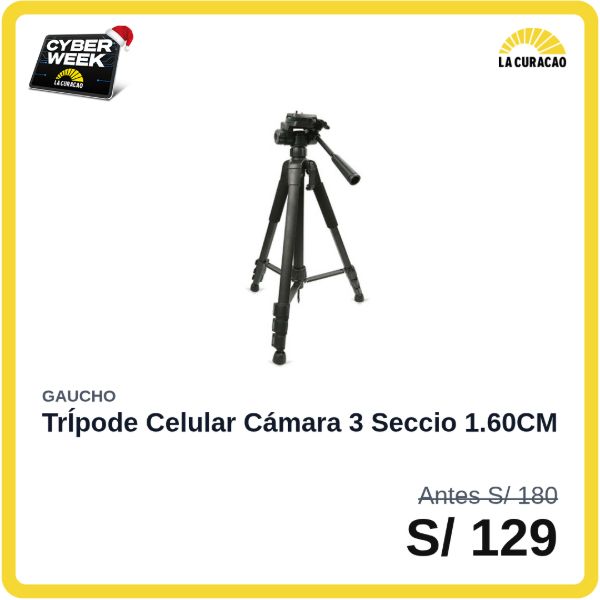 CYBER
WEEK
LA CURACAO
LA CURACAO
GAUCHO
TrÍpode Celular Cámara 3 Seccio 1.60CM
Antes S/ 180
S/ 129